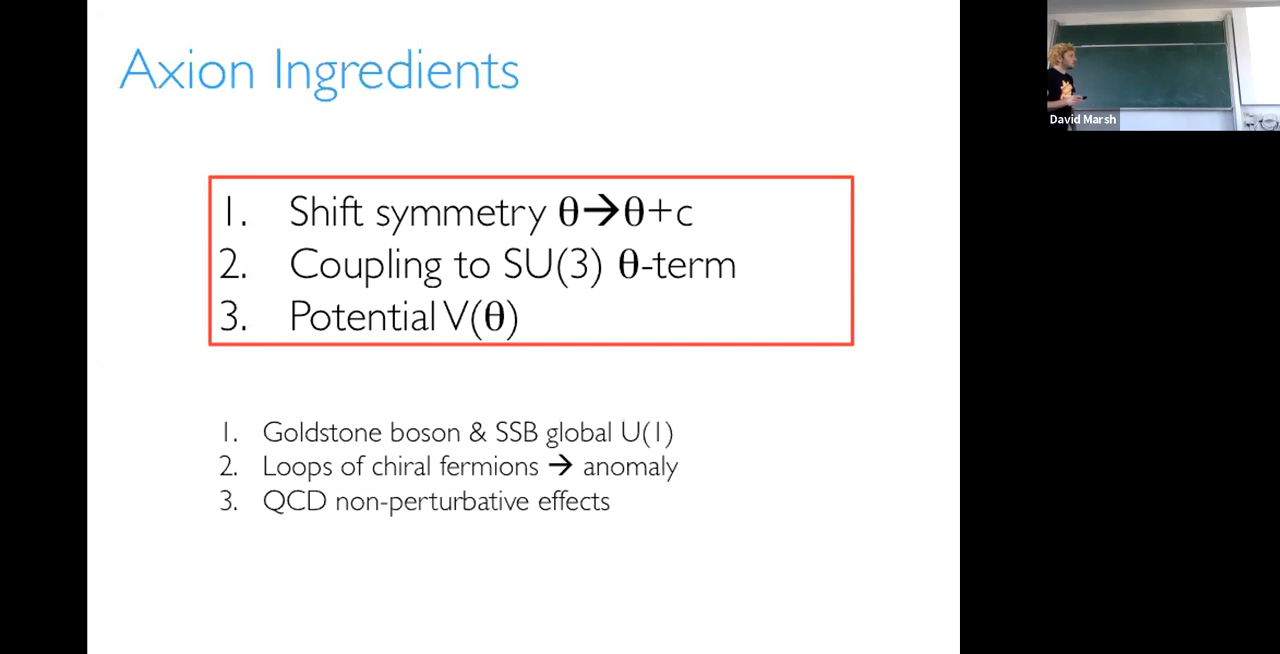 Axion Ingredients
1. Shift symmetry θ→θ+c
2. Coupling to SU(3) θ-term
3. Potential V(θ)
1. Goldstone boson & SSB global U(1)
2. Loops of chiral fermions → anomaly
3. QCD non-perturbative effects
David Marsh